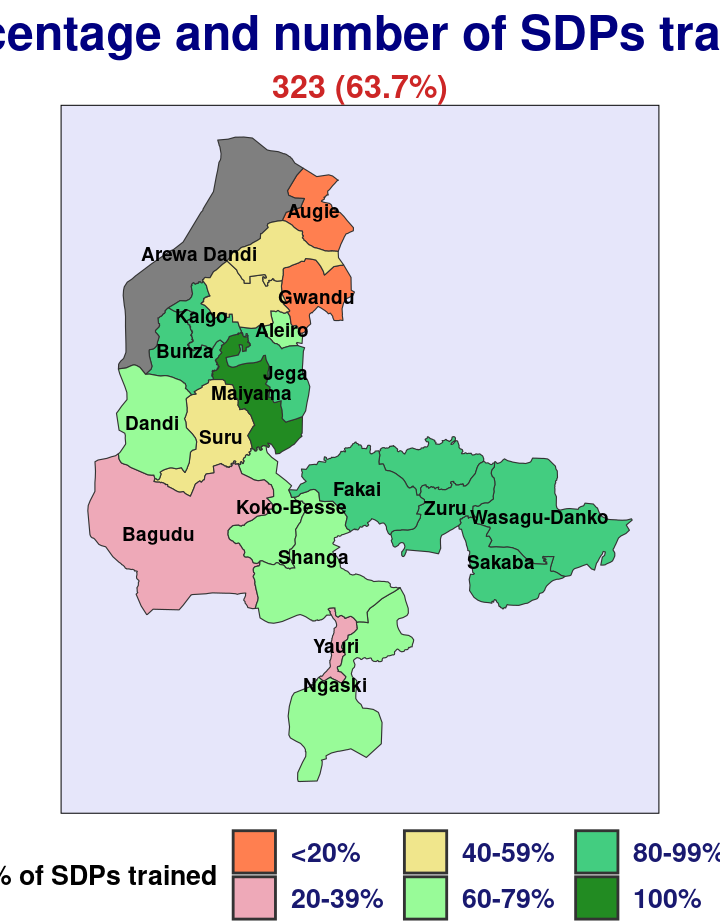 centage and number of SDPs tra
323 (63.7%)
Augie
Arewa Dandi
Gwandu
Kalgo
Aleiro
Bunza
Jega
Maiyama
Dandi
Suru
Fakai
Koko-Besse
Zuru
Wasagu-Danko
Bagudu
Shanga
Sakaba
Yauri
Ngaski
% of SDPs trained
<20%
40-59%
80-99%
20-39%
60-79%
100%